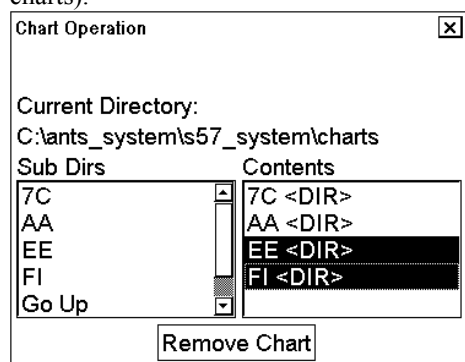 charts).
Chart Operation
Current Directory:
C:\ants_system\s57_system\charts
Sub Dirs Contents
7C 7C <DIR>
AA AA <DIR>
EE EE <DIR>
FI FI <DIR>
Go Up
Remove Chart